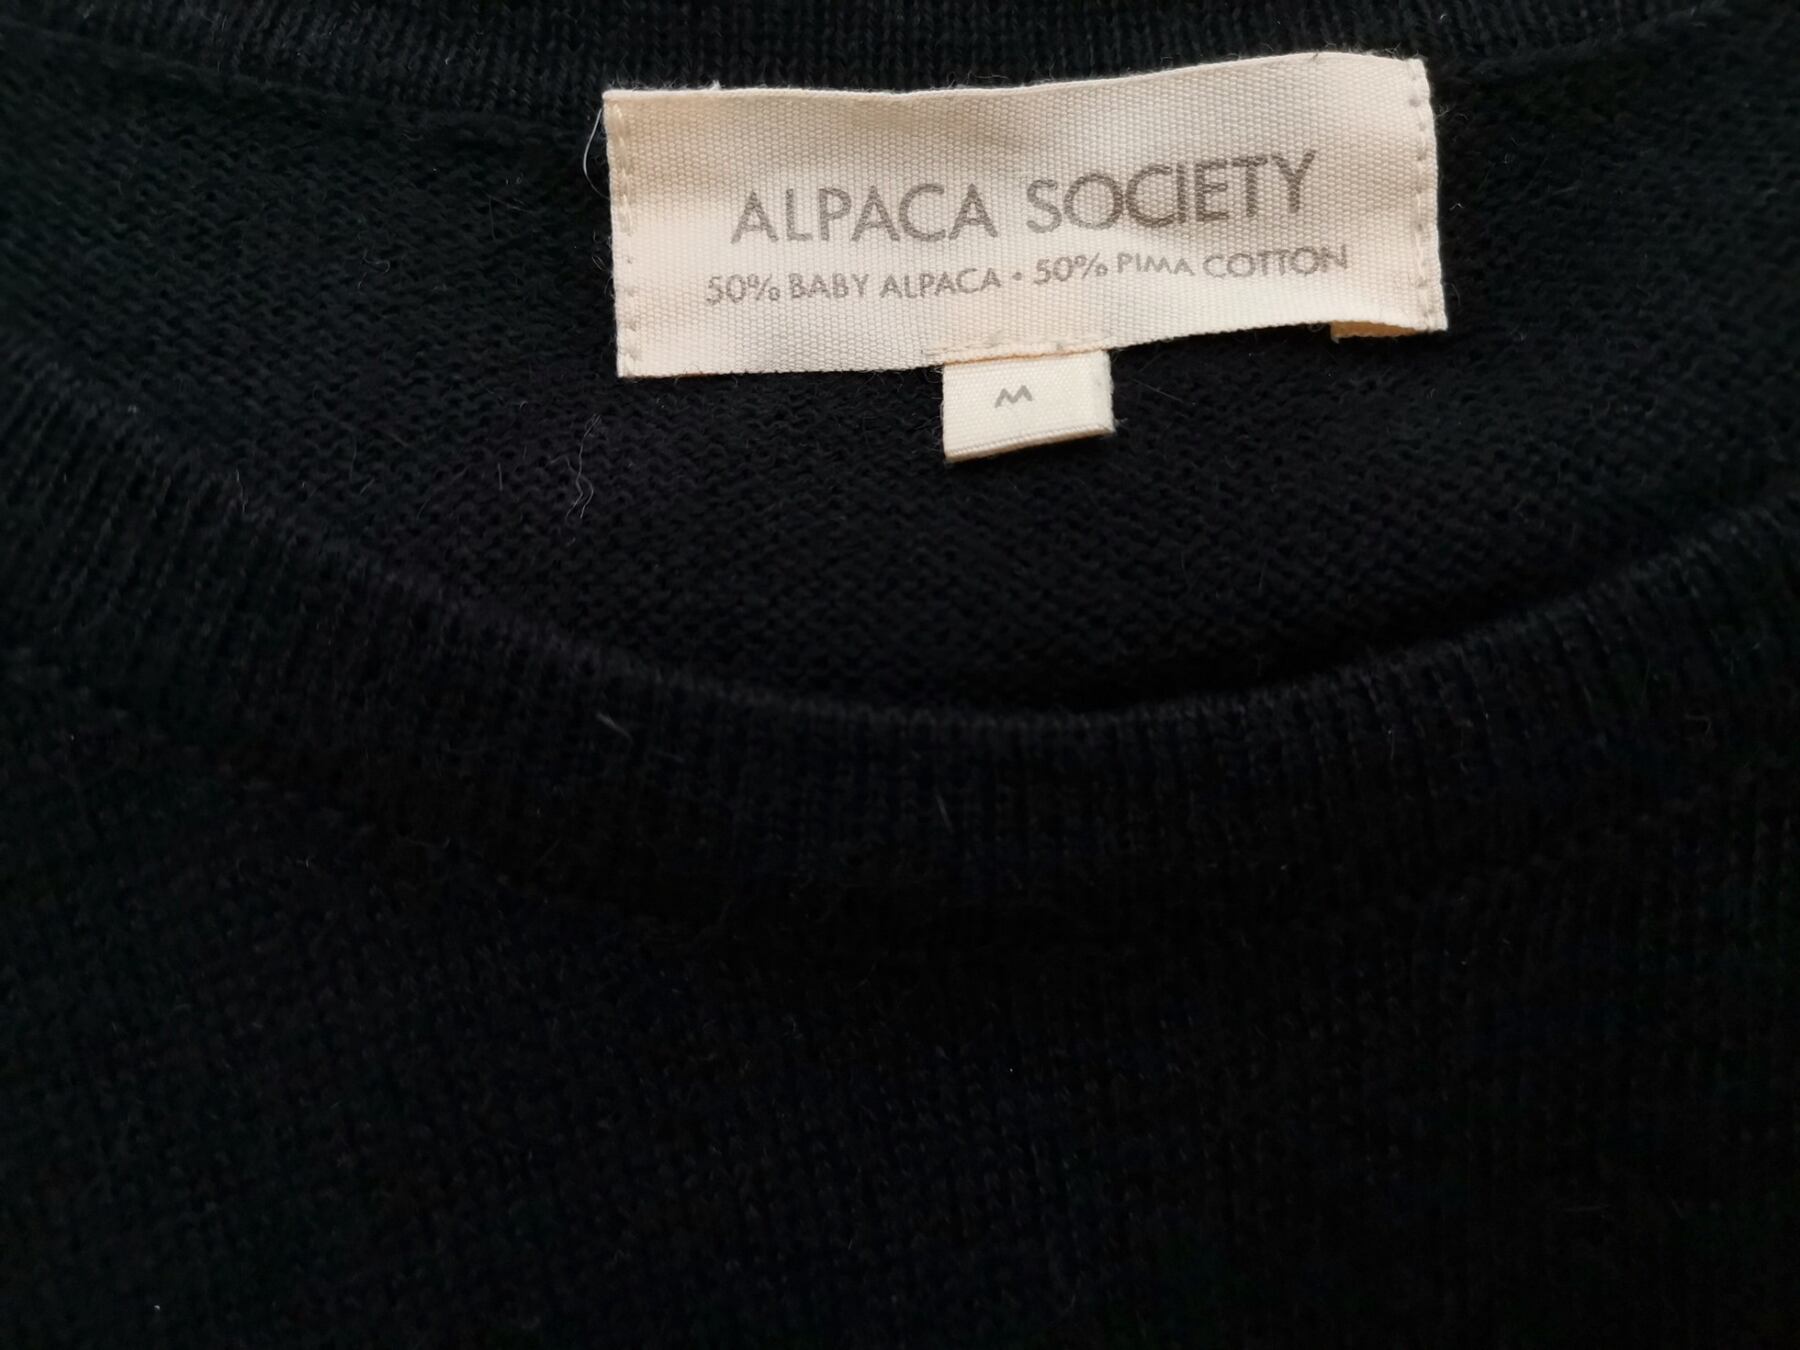 ALPACA SOCIETY
50% BABY ALPACA • 50% PIMA COTTON
M